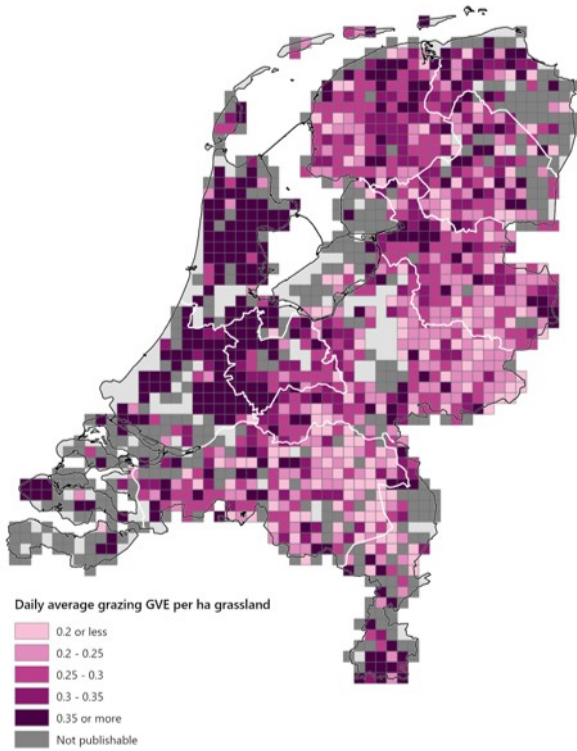 Daily average grazing GVE per ha grassland
0.2 or less
0.2 - 0.25
0.25 - 0.3
0.3 - 0.35
0.35 or more
Not publishable